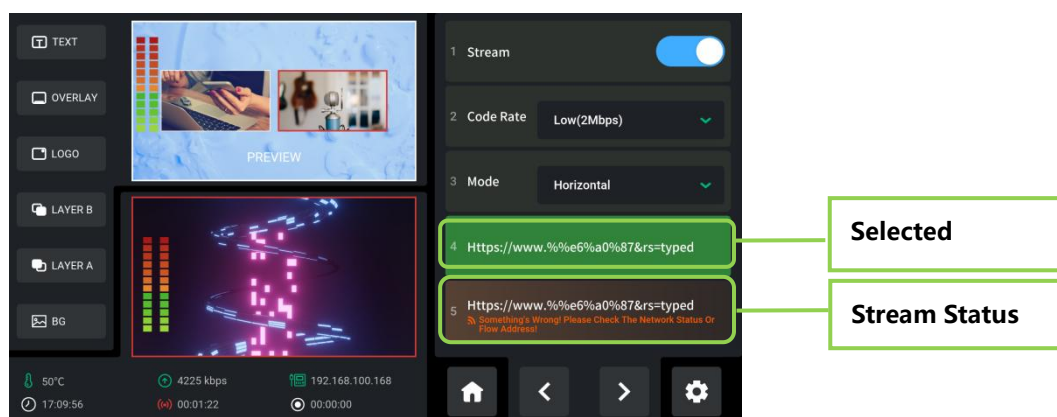 TEXT
OVERLAY
LOGO
LAYER B
LAYER A
BG
PREVIEW
1 Stream
2 Code Rate Low(2Mbps)
3 Mode Horizontal
4 Https://www.%%e6%a0%87&rs=typed
5 Https://www.%%e6%a0%87&rs=typed
Something's Wrong! Please Check The Network Status Or
Flow Address!
Selected
Stream Status
50°C 4225 kbps 192.168.100.168
17:09:56 00:01:22 00:00:00